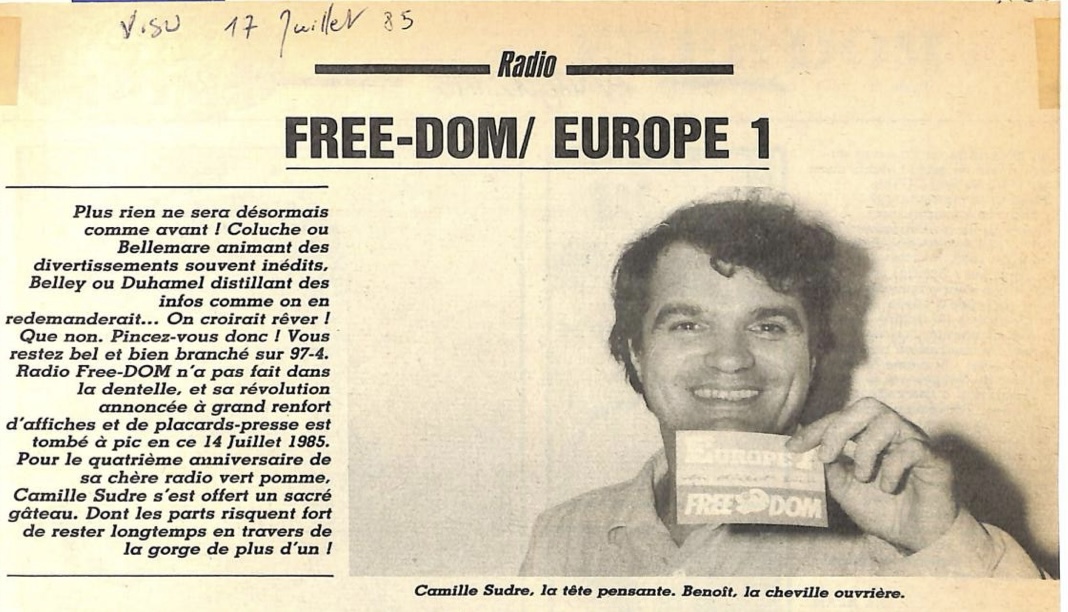 Visu 17 Juillet 85
Radio
FREE-DOM/ EUROPE 1
Plus rien ne sera désormais
comme avant ! Coluche ou
Bellemare animant des
divertissements souvent inédits,
Belley ou Duhamel distillant des
infos comme on en
redemanderait... On croirait rêver !
Que non. Pincez-vous donc ! Vous
restez bel et bien branché sur 97-4.
Radio Free-DOM n'a pas fait dans
la dentelle, et sa révolution
annoncée à grand renfort
d'affiches et de placards-presse est
tombé à pic en ce 14 Juillet 1985.
Pour le quatrième anniversaire de
sa chère radio vert pomme,
Camille Sudre s'est offert un sacré
gâteau. Dont les parts risquent fort
de rester longtemps en travers de
la gorge de plus d'un !
EUROPE 1
FREE DOM
Camille Sudre, la tête pensante. Benoît, la cheville ouvrière.